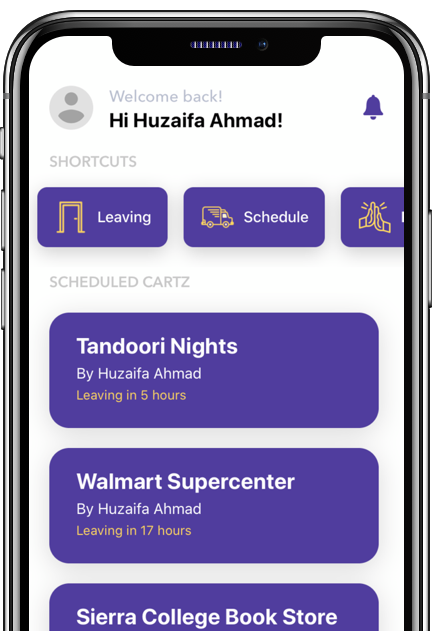 Welcome back!
Hi Huzaifa Ahmad!
SHORTCUTS
Leaving
Schedule
SCHEDULED CARTZ
Tandoori Nights
By Huzaifa Ahmad
Leaving in 5 hours
Walmart Supercenter
By Huzaifa Ahmad
Leaving in 17 hours
Sierra College Book Store